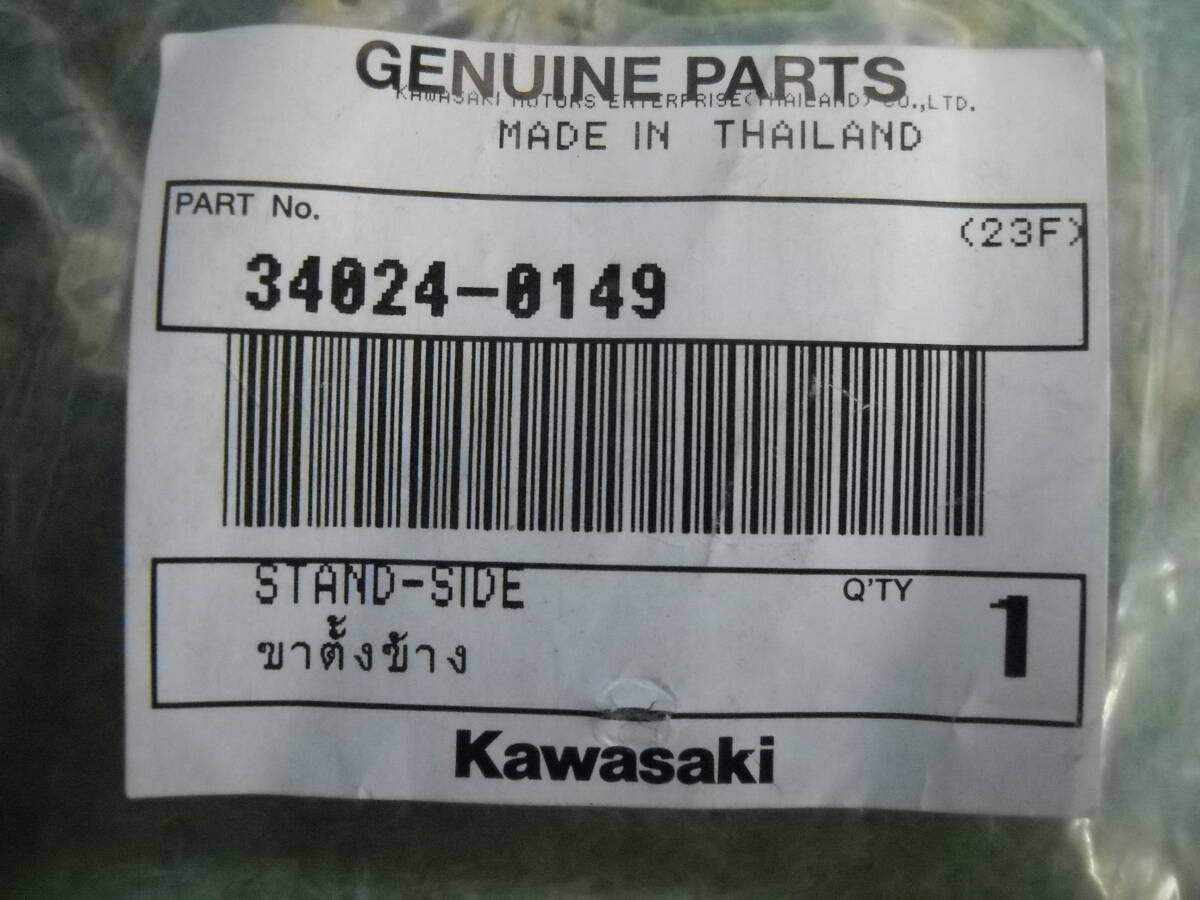 GENUINE PARTS
KAWASAKI MOTORS ENTERPRISE(THAILAND) CO.,LTD.
MADE IN THAILAND
PART No.
(23F)
34024-0149
STAND-SIDE
Q'TY
1
ขาตั้งข้าง
Kawasaki